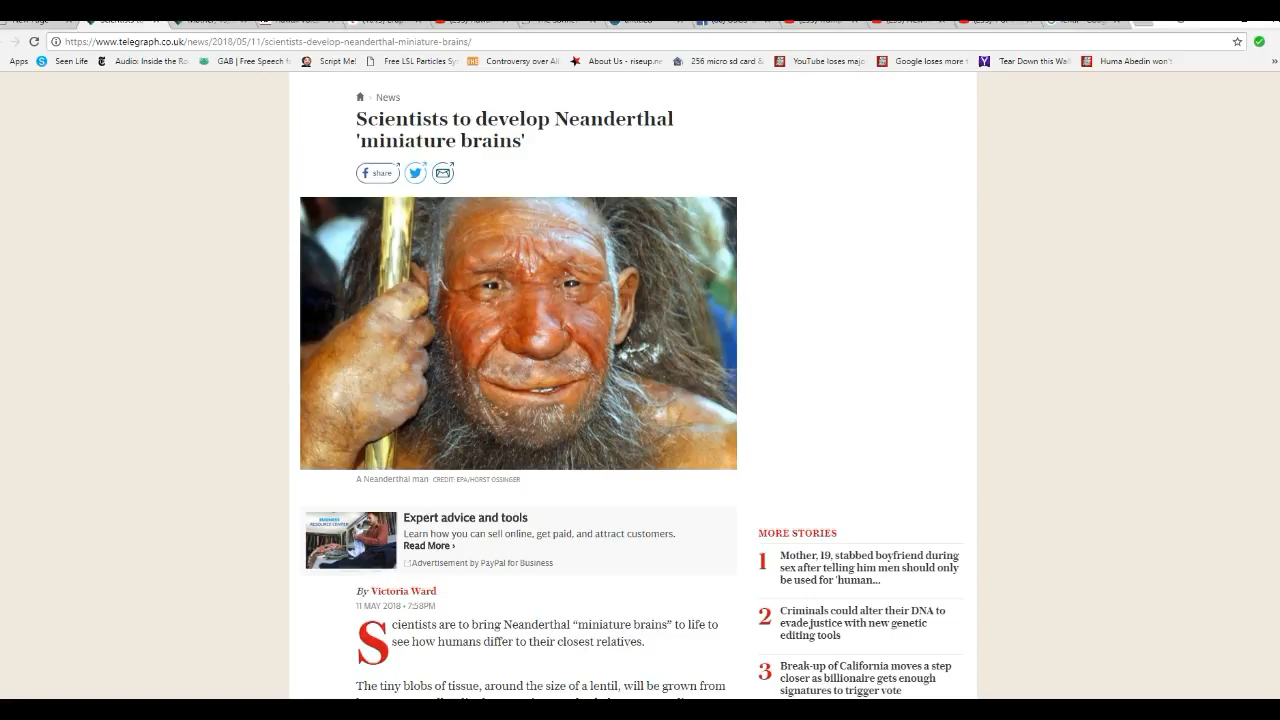 https://www.telegraph.co.uk/news/2018/05/11/scientists-develop-neanderthal-miniature-brains/
Apps Seen Life Audio: Inside the Ro GAB | Free Speech f Script Me! Free LSL Particles Sy Controversy over Ali About Us - riseup.ne 256 micro sd card & YouTube loses majo Google loses more t Tear Down this Wall Huma Abedin won't »
News
Scientists to develop Neanderthal
'miniature brains'
share
A Neanderthal man CREDIT: EPA/HORST OSSINGER
BUSINESS
RESOURCE CENTER
Expert advice and tools
Learn how you can sell online, get paid, and attract customers.
Read More ›
Advertisement by PayPal for Business
By Victoria Ward
11 MAY 2018 • 7:58PM
Scientists are to bring Neanderthal “miniature brains” to life to
see how humans differ to their closest relatives.
The tiny blobs of tissue, around the size of a lentil, will be grown from
MORE STORIES
1 Mother, 19, stabbed boyfriend during
sex after telling him men should only
be used for 'human...
2 Criminals could alter their DNA to
evade justice with new genetic
editing tools
3 Break-up of California moves a step
closer as billionaire gets enough
signatures to trigger vote